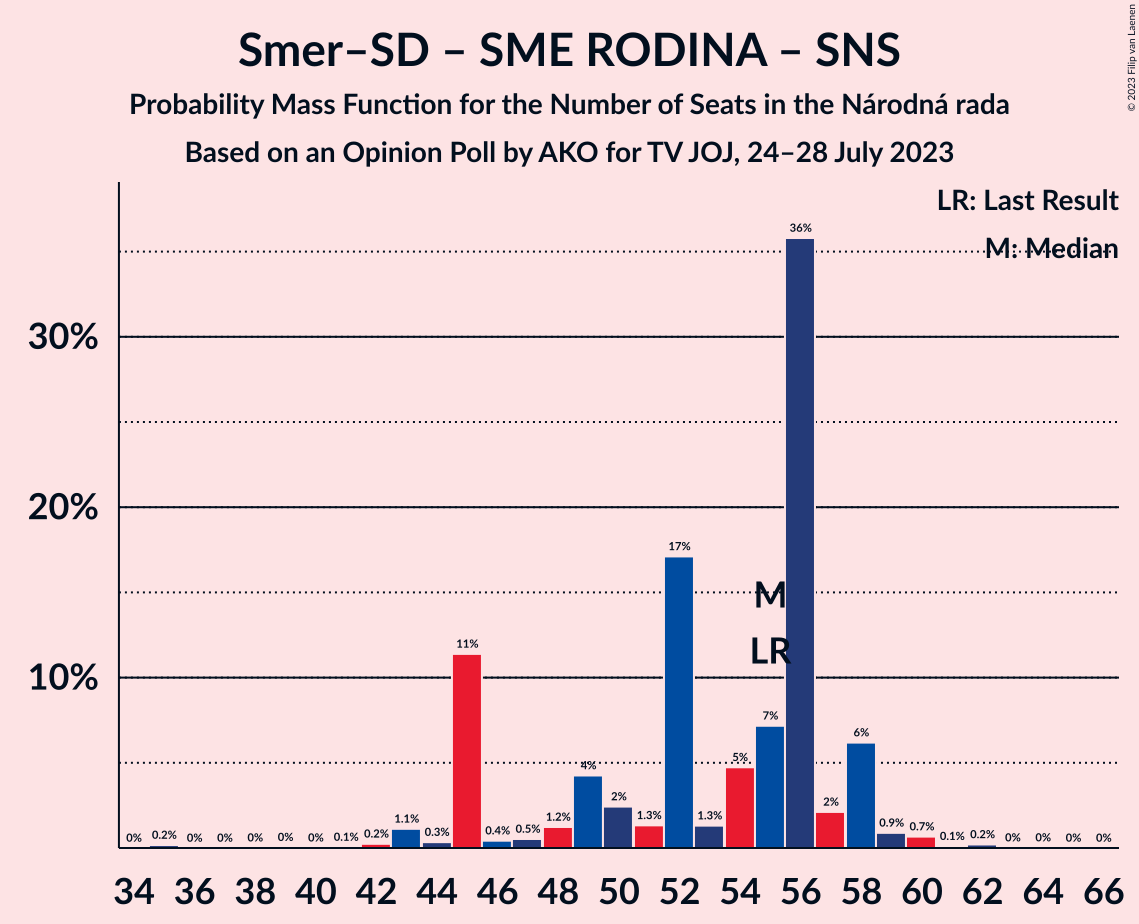 Smer–SD – SME RODINA – SNS
Probability Mass Function for the Number of Seats in the Národná rada
Based on an Opinion Poll by AKO for TV JOJ, 24–28 July 2023
© 2023 Filip van Laenen
LR: Last Result
M: Median
36%
30%
20%
17%
M
LR
11%
10%
7%
6%
5%
4%
2%
2%
0% 0.2% 0% 0% 0% 0% 0% 0.1% 0.2% 1.1% 0.3% 0.4% 0.5% 1.2% 1.3% 1.3% 0.9% 0.7% 0.1% 0.2% 0% 0% 0% 0%
34 36 38 40 42 44 46 48 50 52 54 56 58 60 62 64 66